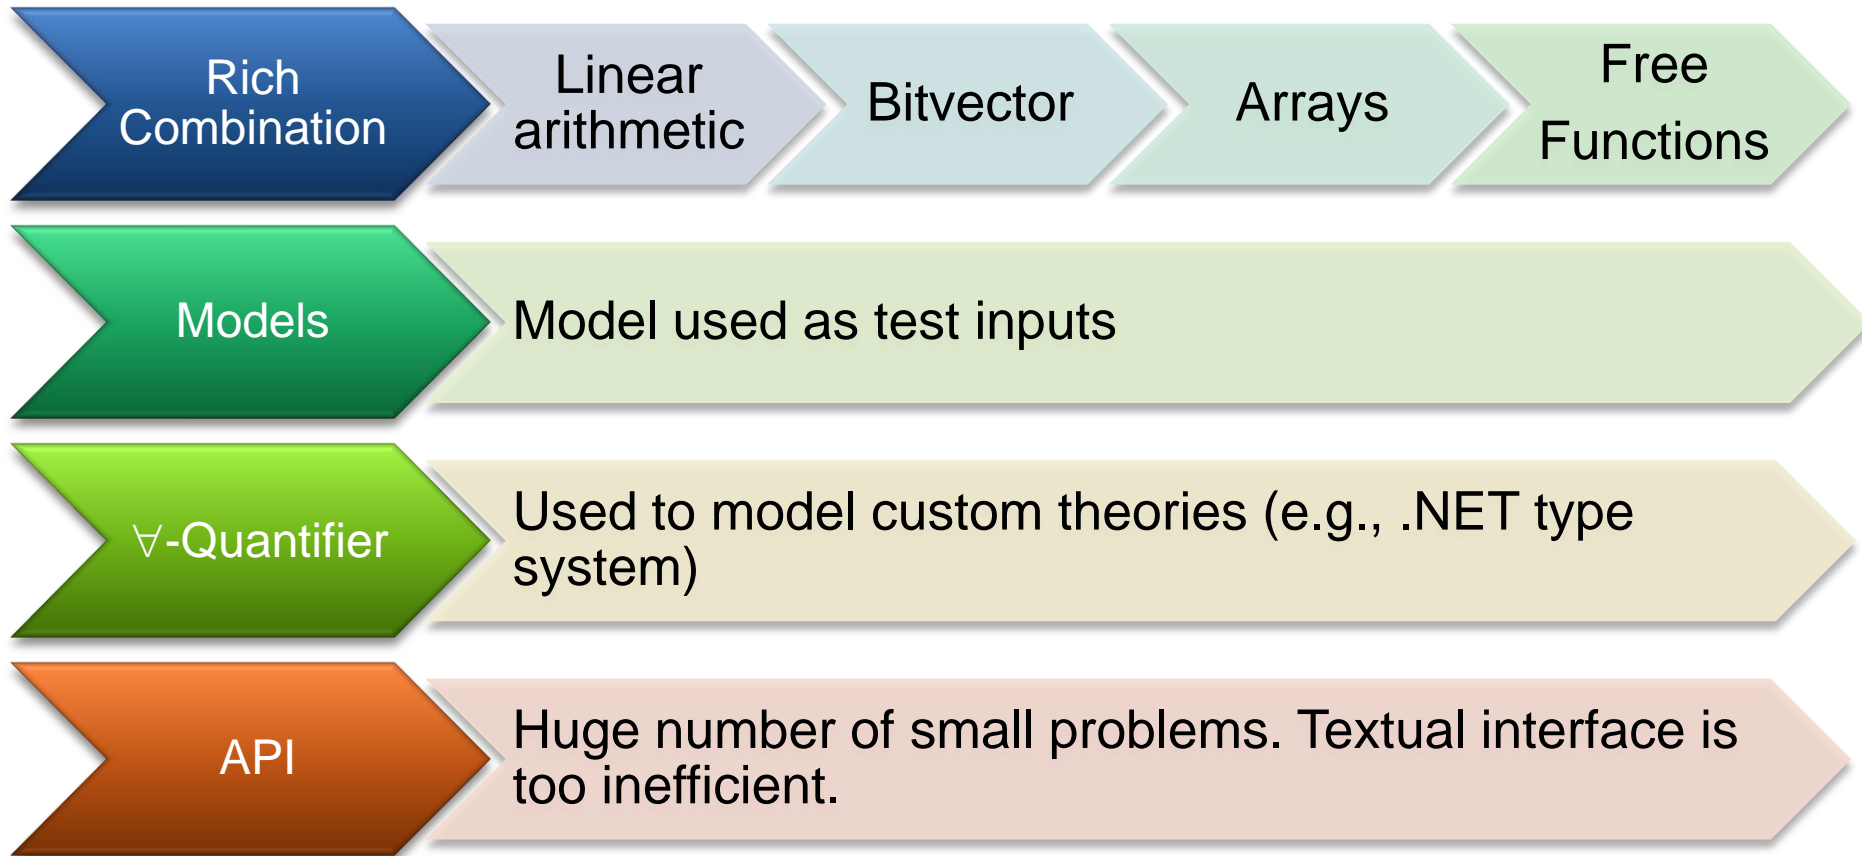 Rich
Combination
Linear
arithmetic
Bitvector
Arrays
Free
Functions
Models
Model used as test inputs
∀-Quantifier
Used to model custom theories (e.g., .NET type
system)
API
Huge number of small problems. Textual interface is
too inefficient.